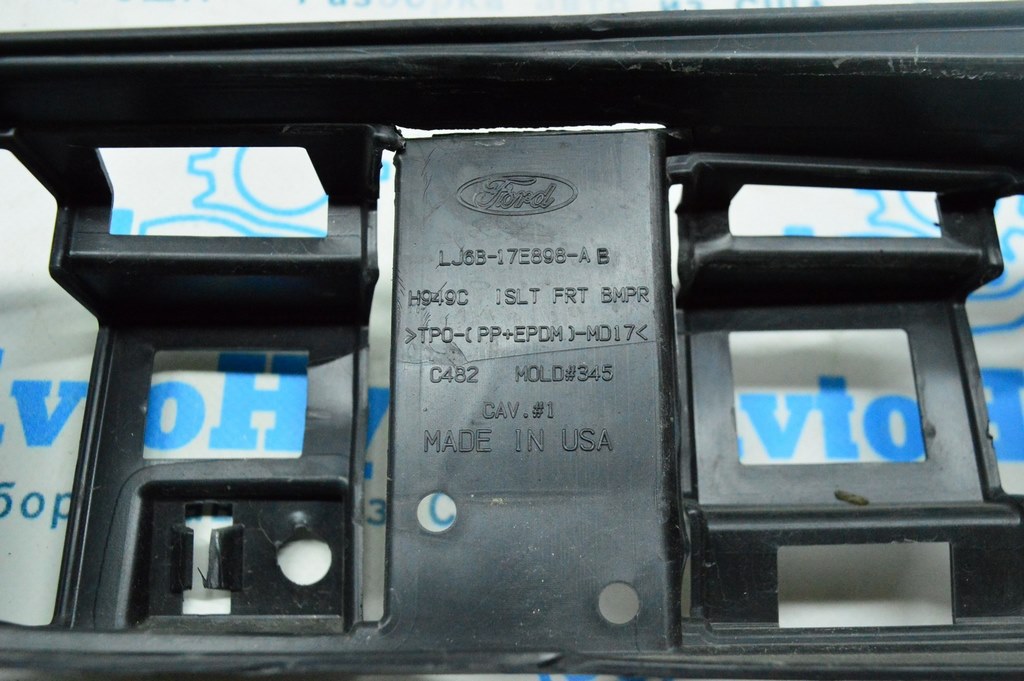 Ford
LJ6B-17E898-A B
H949C ISLT FRT BMPR
>TPO-(PP+EPDM)-MD17<
C482 MOLD#345
CAV.#1
MADE IN USA